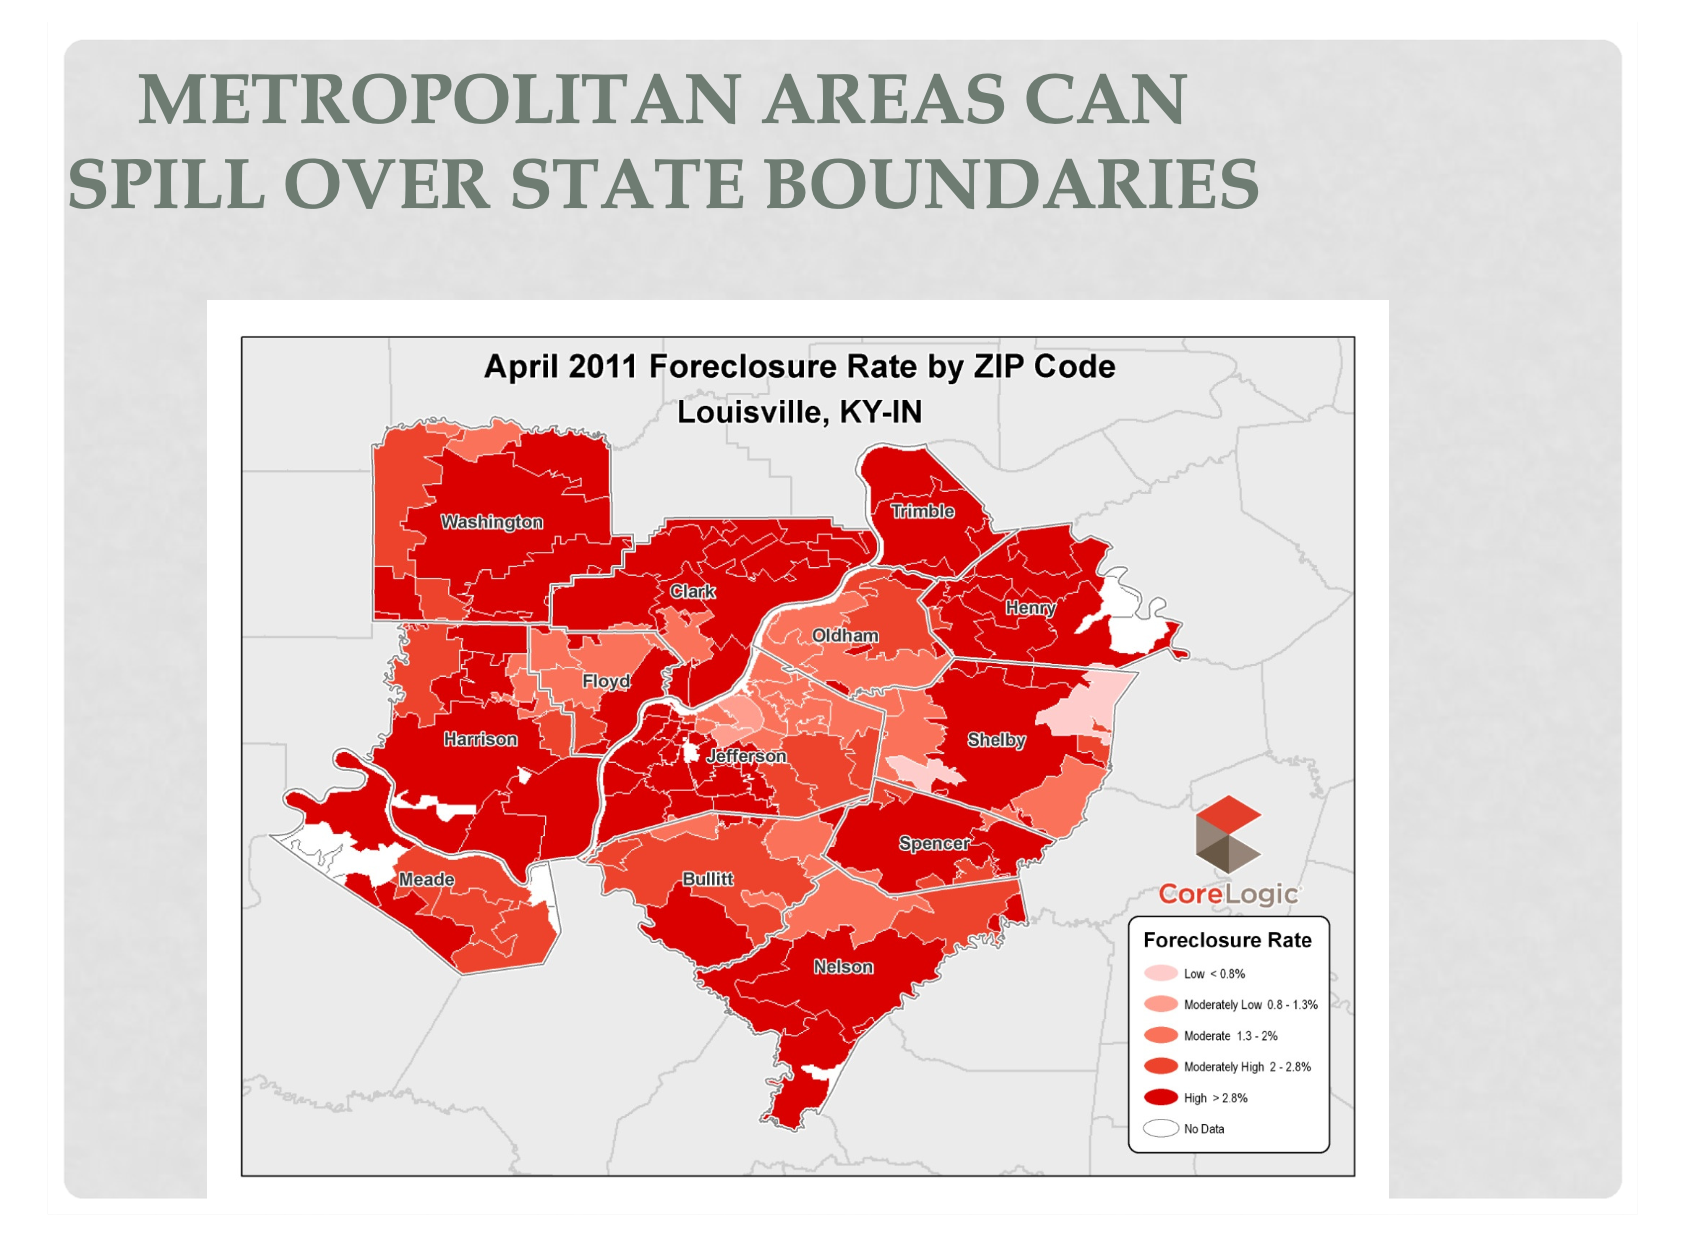 METROPOLITAN AREAS CAN
SPILL OVER STATE BOUNDARIES
April 2011 Foreclosure Rate by ZIP Code
Louisville, KY-IN
Washington
Trimble
Clark
Henry
Oldham
Floyd
Harrison
Shelby
Jefferson
Spencer
Meade
Bullitt
Nelson
CoreLogic
Foreclosure Rate
Low < 0.8%
Moderately Low 0.8 - 1.3%
Moderate 1.3 - 2%
Moderately High 2 - 2.8%
High > 2.8%
No Data